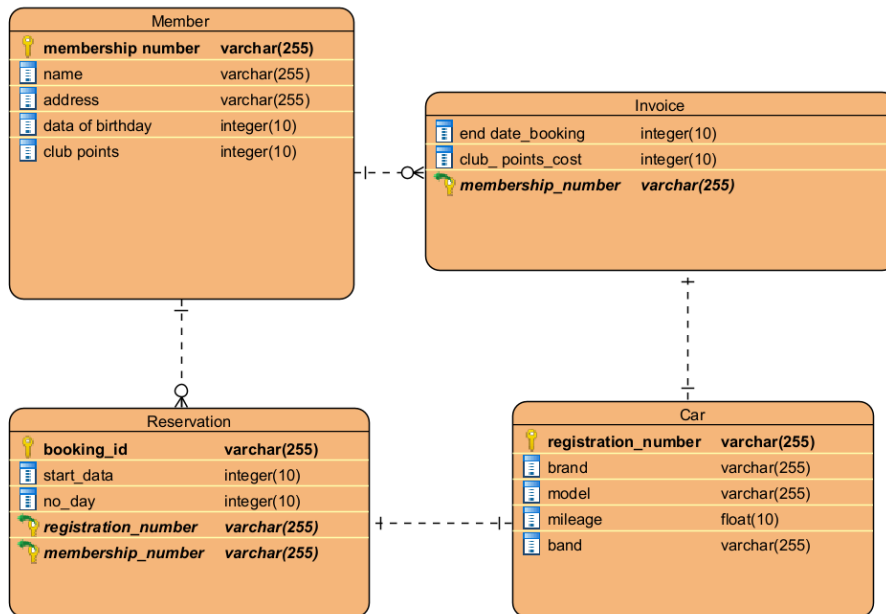 Member
membership number varchar(255)
name varchar(255)
address varchar(255)
data of birthday integer(10)
club points integer(10)
Invoice
end date_booking integer(10)
club_ points_cost integer(10)
membership_number varchar(255)
Reservation
booking_id varchar(255)
start_data integer(10)
no_day integer(10)
registration_number varchar(255)
membership_number varchar(255)
Car
registration_number varchar(255)
brand varchar(255)
model varchar(255)
mileage float(10)
band varchar(255)